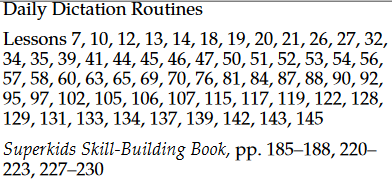 Daily Dictation Routines
Lessons 7, 10, 12, 13, 14, 18, 19, 20, 21, 26, 27, 32,
34, 35, 39, 41, 44, 45, 46, 47, 50, 51, 52, 53, 54, 56,
57, 58, 60, 63, 65, 69, 70, 76, 81, 84, 87, 88, 90, 92,
95, 97, 102, 105, 106, 107, 115, 117, 119, 122, 128,
129, 131, 133, 134, 137, 139, 142, 143, 145
Superkids Skill-Building Book, pp. 185–188, 220–
223, 227–230